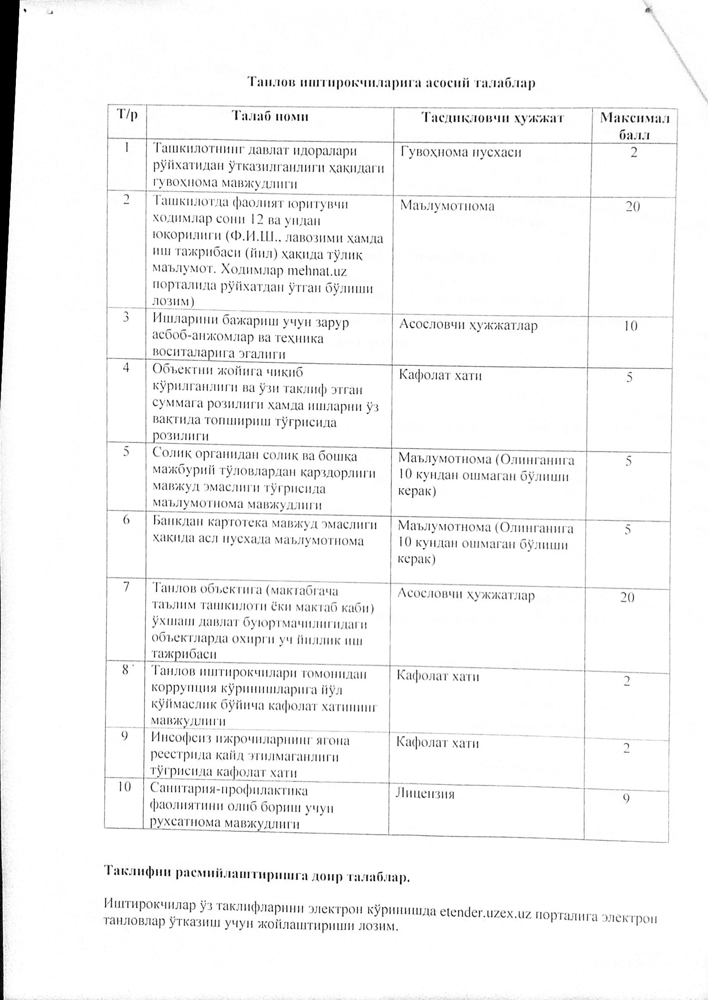 Танлов иштирокчиларига асосий талаблар
Т/р
Талаб номи
Тасдиқловчи ҳужжат
Максимал
балл
1
Ташкилотнинг давлат идоралари
рўйхатидан ўтказилганлиги ҳақидаги
гувоҳнома мавжудлиги
Гувоҳнома нусхаси
2
2
Ташкилотда фаолият юритувчи
ходимлар сони 12 ва ундан
юқорилиги (Ф.И.Ш., лавозими ҳамда
иш тажрибаси (йил) ҳақида тўлиқ
маълумот. Ходимлар mehnat.uz
порталида рўйхатдан ўтган бўлиши
лозим)
Маълумотнома
20
3
Ишларини бажариш учун зарур
асбоб-анжомлар ва теҳника
воситаларига эгалиги
Асословчи ҳужжатлар
10
4
Объектни жойига чиқиб
кўрилганлиги ва ўзи таклиф этган
суммага розилиги ҳамда ишларни ўз
вақтида топшириш тўғрисида
розилиги
Кафолат хати
5
5
Солиқ органидан солиқ ва бошқа
мажбурий тўловлардан қарздорлиги
мавжуд эмаслиги тўғрисида
маълумотнома мавжудлиги
Маълумотнома (Олинганига
10 кундан ошмаган бўлиши
керак)
5
6
Банкдан картотека мавжуд эмаслиги
ҳақида асл нусхада маълумотнома
Маълумотнома (Олинганига
10 кундан ошмаган бўлиши
керак)
5
7
Танлов объектига (мактабгача
таълим ташкилоти ёки мактаб каби)
ўхшаш давлат буюртмачилигидаги
объектларда охирги уч йиллик иш
тажрибаси
Асословчи ҳужжатлар
20
8
Танлов иштирокчилари томонидан
коррупция кўринишларига йўл
қўймаслик бўйича кафолат хатининг
мавжудлиги
Кафолат хати
2
9
Инсофсиз ижрочиларнинг ягона
реестрида қайд этилмаганлиги
тўғрисида кафолат хати
Кафолат хати
2
10
Санитария-профилактика
фаолиятини олиб бориш учун
рухсатнома мавжудлиги
Лицензия
9
Таклифни расмийлаштиришга доир талаблар.
Иштирокчилар ўз таклифларини электрон кўринишда etender.uzex.uz порталига электрон
танловлар ўтказиш учун жойлаштириши лозим.